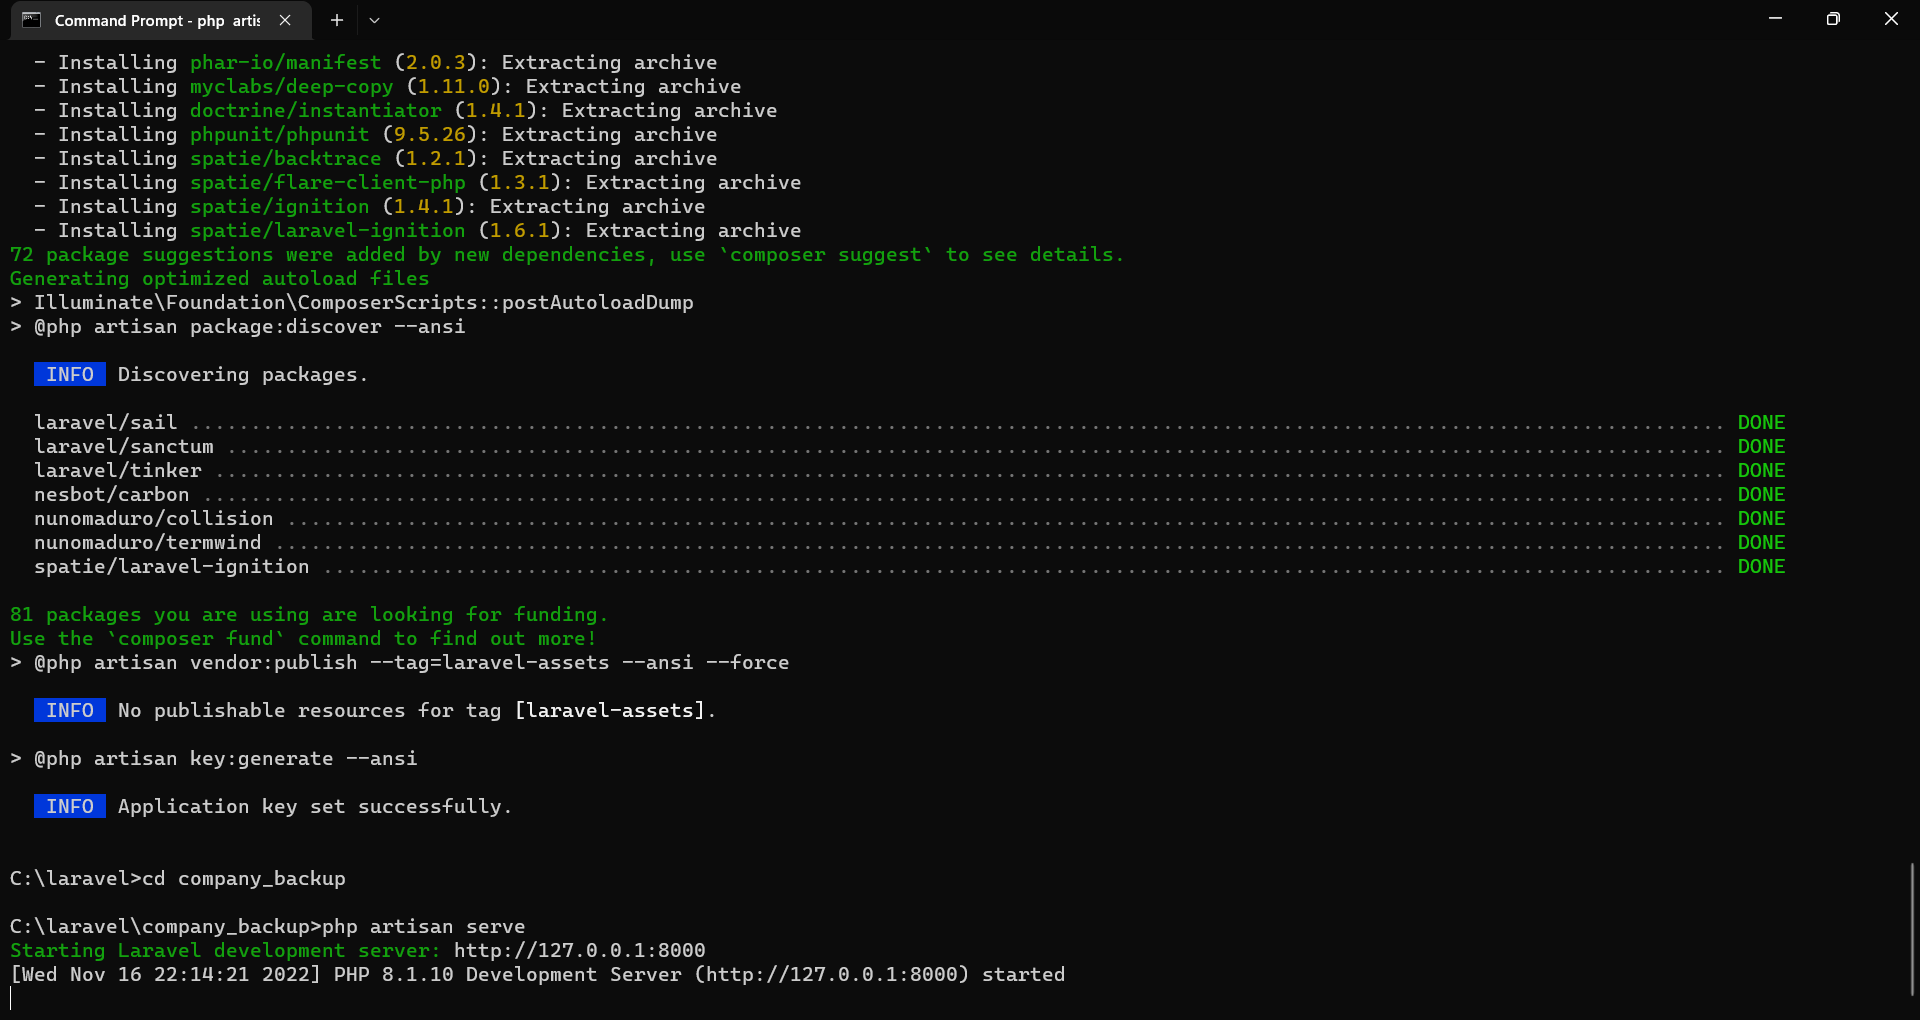 Command Prompt - php artis
- Installing phar-io/manifest (2.0.3): Extracting archive
- Installing myclabs/deep-copy (1.11.0): Extracting archive
- Installing doctrine/instantiator (1.4.1): Extracting archive
- Installing phpunit/phpunit (9.5.26): Extracting archive
- Installing spatie/backtrace (1.2.1): Extracting archive
- Installing spatie/flare-client-php (1.3.1): Extracting archive
- Installing spatie/ignition (1.4.1): Extracting archive
- Installing spatie/laravel-ignition (1.6.1): Extracting archive
72 package suggestions were added by new dependencies, use `composer suggest` to see details.
Generating optimized autoload files
> Illuminate\Foundation\ComposerScripts::postAutoloadDump
> @php artisan package:discover --ansi
INFO Discovering packages.
laravel/sail ................................................................................................................................ DONE
laravel/sanctum ............................................................................................................................. DONE
laravel/tinker .............................................................................................................................. DONE
nesbot/carbon ............................................................................................................................... DONE
nunomaduro/collision ........................................................................................................................ DONE
nunomaduro/termwind ......................................................................................................................... DONE
spatie/laravel-ignition ..................................................................................................................... DONE
81 packages you are using are looking for funding.
Use the `composer fund` command to find out more!
> @php artisan vendor:publish --tag=laravel-assets --ansi --force
INFO No publishable resources for tag [laravel-assets].
> @php artisan key:generate --ansi
INFO Application key set successfully.
C:\laravel>cd company_backup
C:\laravel\company_backup>php artisan serve
Starting Laravel development server: http://127.0.0.1:8000
[Wed Nov 16 22:14:21 2022] PHP 8.1.10 Development Server (http://127.0.0.1:8000) started